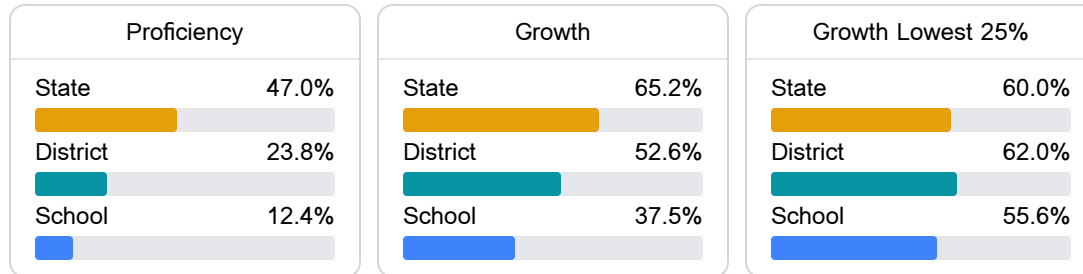 Proficiency
State 47.0%
District 23.8%
School 12.4%
Growth
State 65.2%
District 52.6%
School 37.5%
Growth Lowest 25%
State 60.0%
District 62.0%
School 55.6%